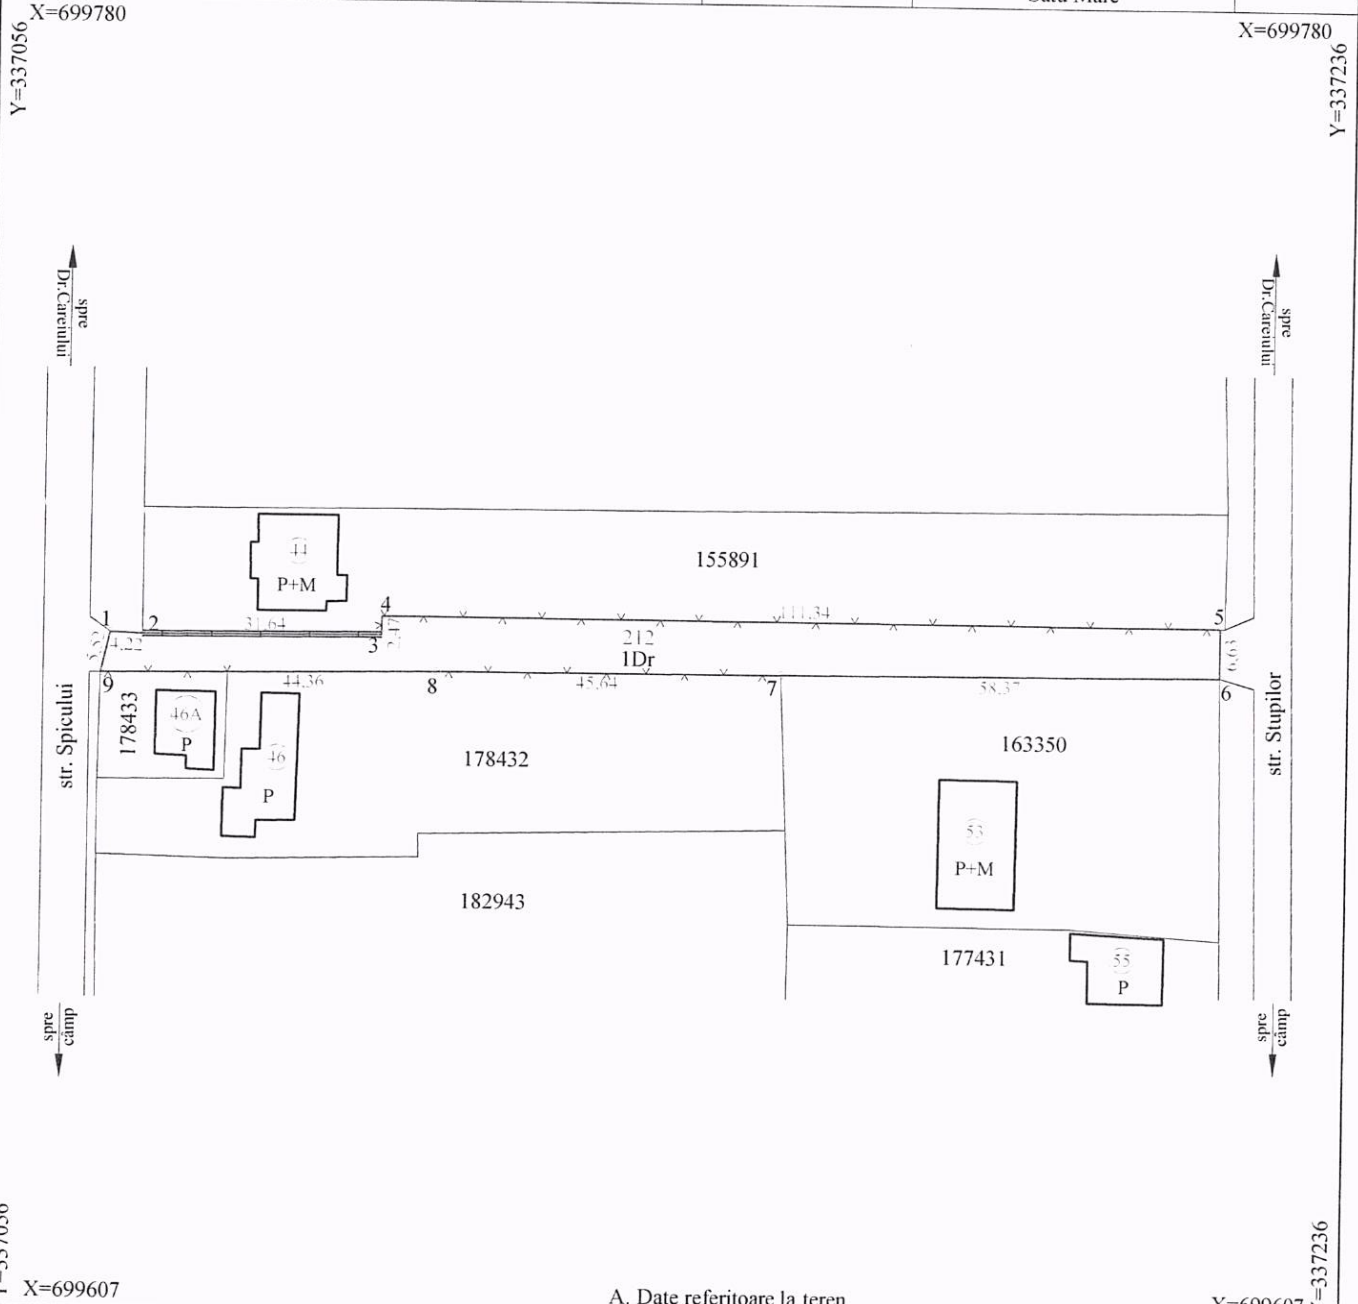 X=699780
X=699780
Y=337056
Y=337236
spre
Dr.Careiului
spre
Dr.Careiului
44
P+M
155891
1
2
31.64
3
4
111.34
5
4.22
212
1Dr
6.63
9
44.36
8
45.64
7
58.37
6
178433
46A
P
46
P
178432
163350
str. Spicului
str. Stupilor
53
P+M
182943
177431
55
P
spre
câmp
spre
câmp
=337236
X=699607
A. Date referitoare la teren